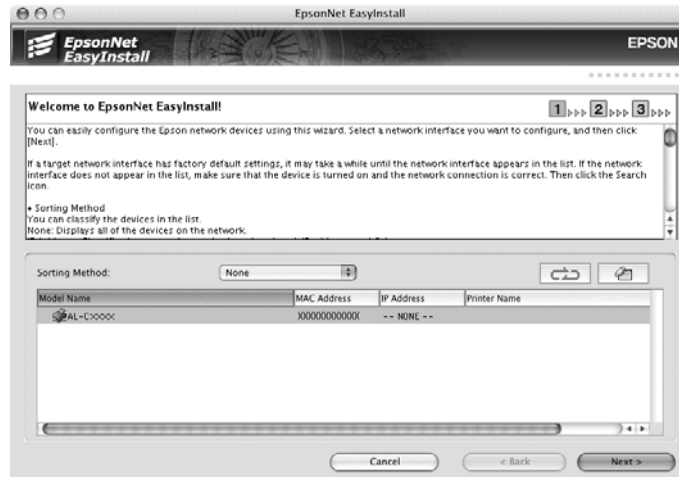 EpsonNet EasyInstall
EpsonNet
EasyInstall
EPSON
Welcome to EpsonNet EasyInstall!
1 2 3
You can easily configure the Epson network devices using this wizard. Select a network interface you want to configure, and then click
[Next].
If a target network interface has factory default settings, it may take a while until the network interface appears in the list. If the network
interface does not appear in the list, make sure that the device is turned on and the network connection is correct. Then click the Search
icon.
• Sorting Method
You can classify the devices in the list.
None: Displays all of the devices on the network.
Sorting Method: None
Model Name MAC Address IP Address Printer Name
AL-CXXXX XXXXXXXXXXXX -- NONE --
Cancel < Back Next >